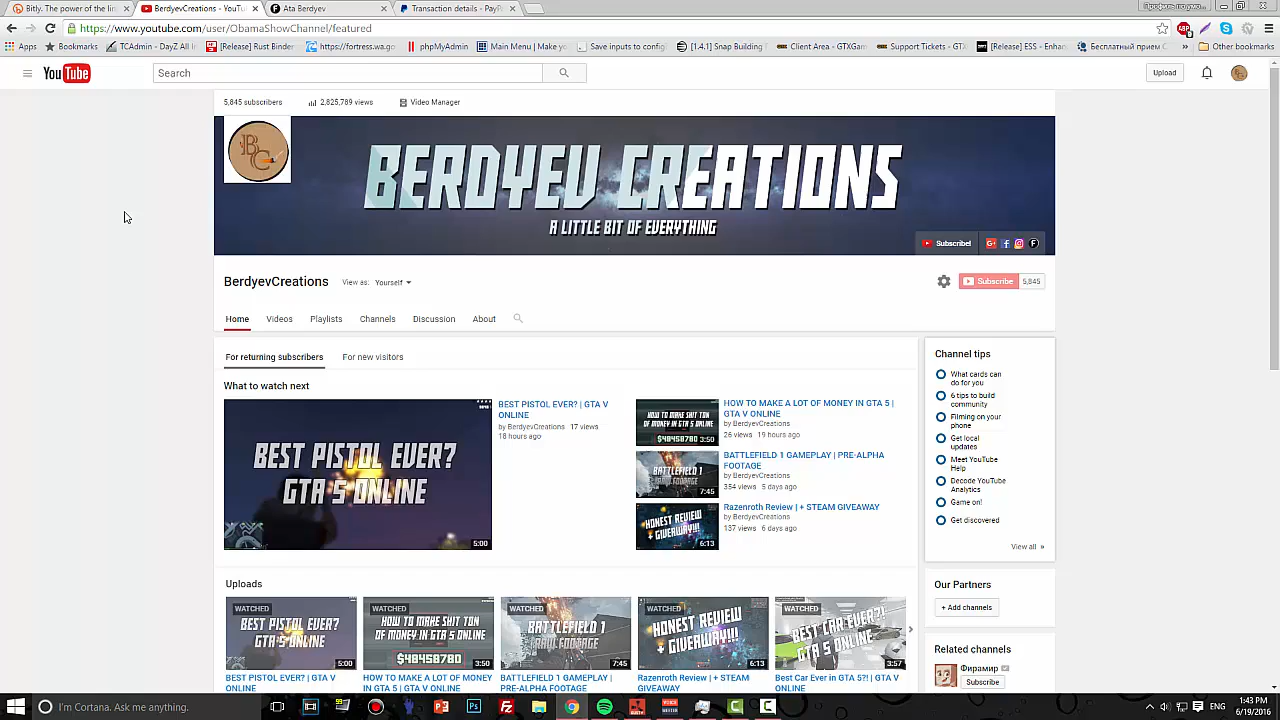 Bitly. The power of the lin
BerdyevCreations - YouTu
Ata Berdyev
Transaction details - PayP
https://www.youtube.com/user/ObamaShowChannel/featured
Apps
Bookmarks
TCAdmin - DayZ All in
[Release] Rust Binder
https://fortress.wa.go
phpMyAdmin
Main Menu | Make yo
Save inputs to config
[1.4.1] Snap Building
Client Area - GTXGam
Support Tickets - GTX
[Release] ESS - Enhan
Бесплатный прием С
Other bookmarks
YouTube
Search
Upload
5,845 subscribers
2,825,789 views
Video Manager
BC
BERDYEV CREATIONS
A LITTLE BIT OF EVERYTHING
Subscribe!
BerdyevCreations
View as:
Yourself
Subscribe
5,845
Home
Videos
Playlists
Channels
Discussion
About
For returning subscribers
For new visitors
What to watch next
BEST PISTOL EVER?
GTA 5 ONLINE
5:00
BEST PISTOL EVER? | GTA V
ONLINE
by BerdyevCreations 17 views
18 hours ago
HOW TO MAKE SHIT TON
OF MONEY IN GTA 5 ONLINE
$48458780
3:50
HOW TO MAKE A LOT OF MONEY IN GTA 5 |
GTA V ONLINE
by BerdyevCreations
26 views 19 hours ago
BATTLEFIELD 1
RAW FOOTAGE
7:45
BATTLEFIELD 1 GAMEPLAY | PRE-ALPHA
FOOTAGE
by BerdyevCreations
354 views 5 days ago
HONEST REVIEW
+ GIVEAWAY!!!
6:13
Razenroth Review | + STEAM GIVEAWAY
by BerdyevCreations
137 views 6 days ago
Channel tips
What cards can
do for you
6 tips to build
community
Filming on your
phone
Get local
updates
Meet YouTube
Help
Decode YouTube
Analytics
Game on!
Get discovered
View all »
Uploads
WATCHED
BEST PISTOL EVER?
GTA 5 ONLINE
5:00
BEST PISTOL EVER? | GTA V
ONLINE
WATCHED
HOW TO MAKE SHIT TON
OF MONEY IN GTA 5 ONLINE
$48458780
3:50
HOW TO MAKE A LOT OF MONEY
IN GTA 5 | GTA V ONLINE
WATCHED
BATTLEFIELD 1
RAW FOOTAGE
7:45
BATTLEFIELD 1 GAMEPLAY |
PRE-ALPHA FOOTAGE
WATCHED
HONEST REVIEW
+ GIVEAWAY!!!
6:13
Razenroth Review | + STEAM
GIVEAWAY
WATCHED
BEST CAR EVER?!
GTA 5 ONLINE
3:57
Best Car Ever in GTA 5?! | GTA V
ONLINE
Our Partners
+ Add channels
Related channels
Фирамир
Subscribe
I'm Cortana. Ask me anything.
ENG
1:43 PM
6/19/2016